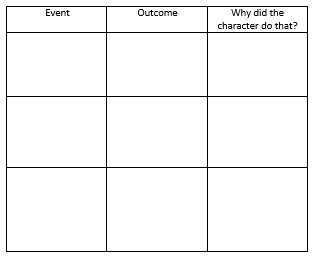 Event
Outcome
Why did the
character do that?